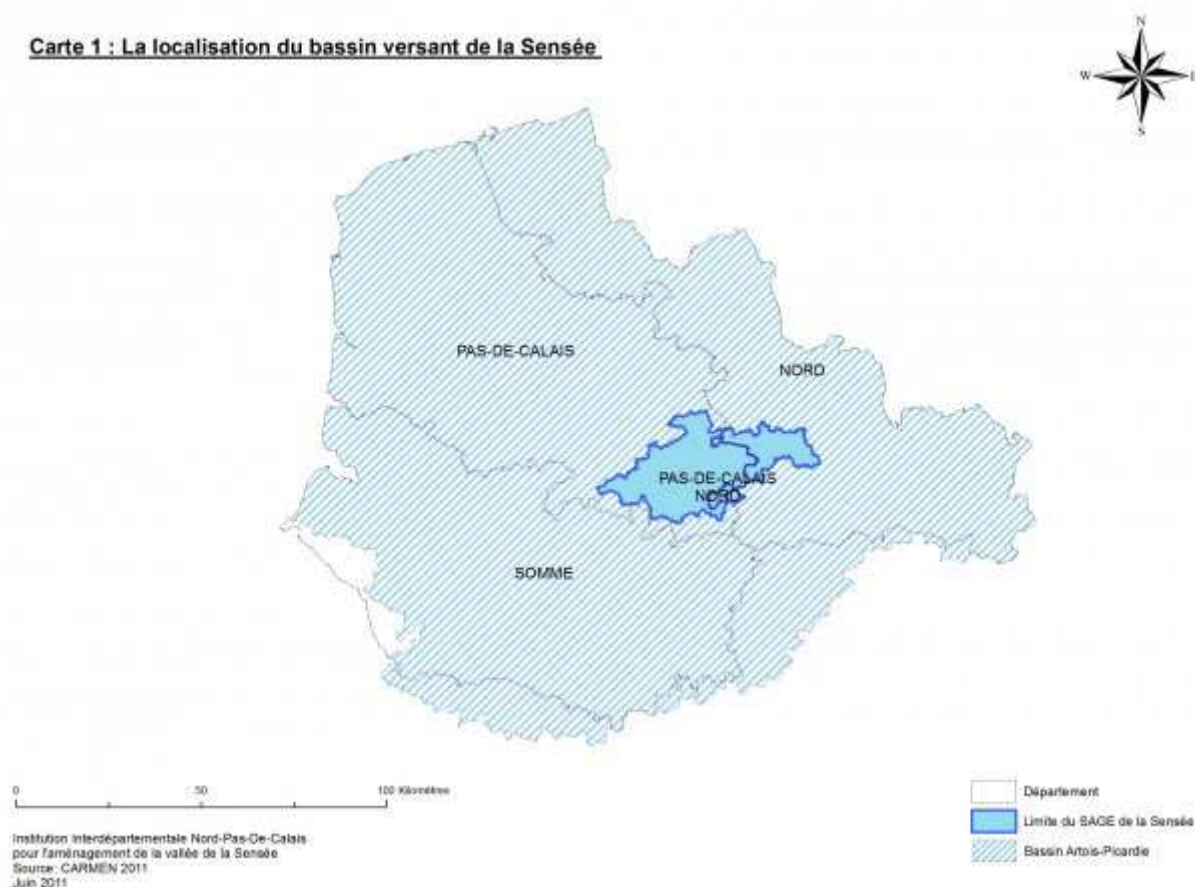 Carte 1 : La localisation du bassin versant de la Sensée
N
W
E
S
PAS-DE-CALAIS
NORD
PAS-DE-CALAIS
NORD
SOMME
0 50 100 Kilomètres
Institution Interdépartementale Nord-Pas-De-Calais
pour l'aménagement de la vallée de la Sensée
Source: CARMEN 2011
Juin 2011
Département
Limite du SAGE de la Sensée
Bassin Artois-Picardie